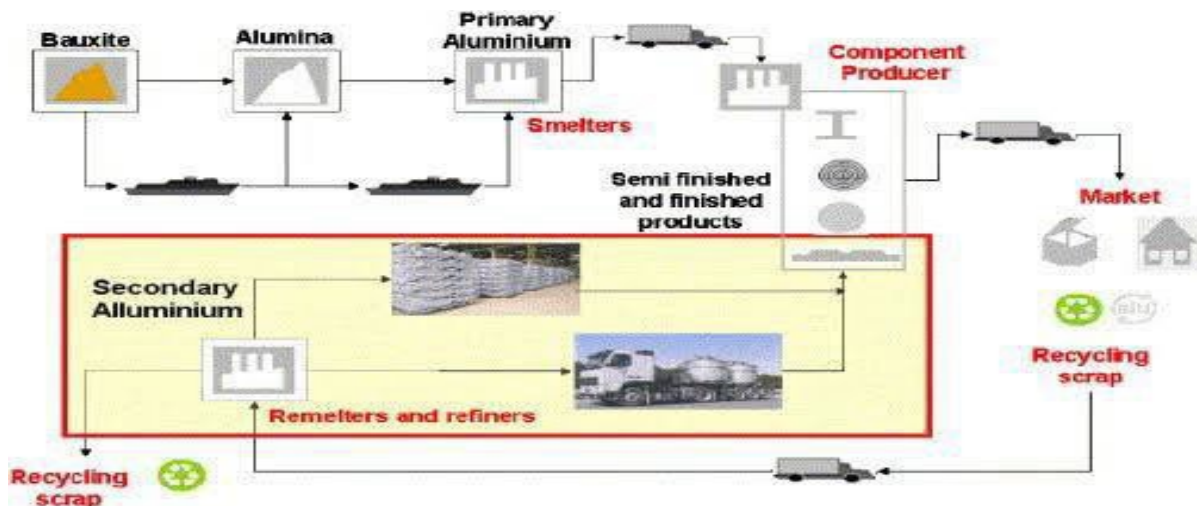 Bauxite
Alumina
Primary
Aluminium
Component
Producer
Smelters
Semi finished
and finished
products
Market
Secondary
Alluminium
Recycling
scrap
Remelters and refiners
Recycling
scrap